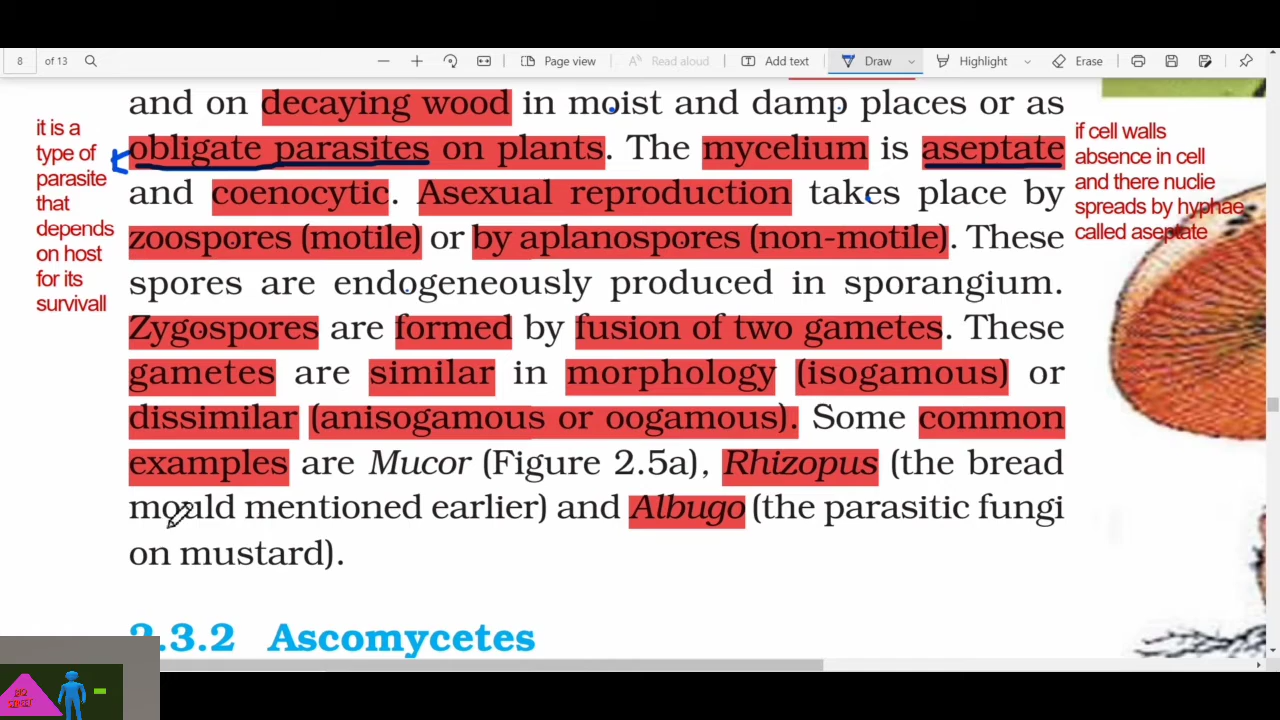 8 of 13 Page view Read aloud Add text Draw Highlight Erase
and on decaying wood in moist and damp places or as
obligate parasites on plants. The mycelium is aseptate
and coenocytic. Asexual reproduction takes place by
zoospores (motile) or by aplanospores (non-motile). These
spores are endogeneously produced in sporangium.
Zygospores are formed by fusion of two gametes. These
gametes are similar in morphology (isogamous) or
dissimilar (anisogamous or oogamous). Some common
examples are Mucor (Figure 2.5a), Rhizopus (the bread
mould mentioned earlier) and Albugo (the parasitic fungi
on mustard).
2.3.2 Ascomycetes
it is a
type of
parasite
that
depends
on host
for its
survivall
if cell walls
absence in cell
and there nuclie
spreads by hyphae
called aseptate